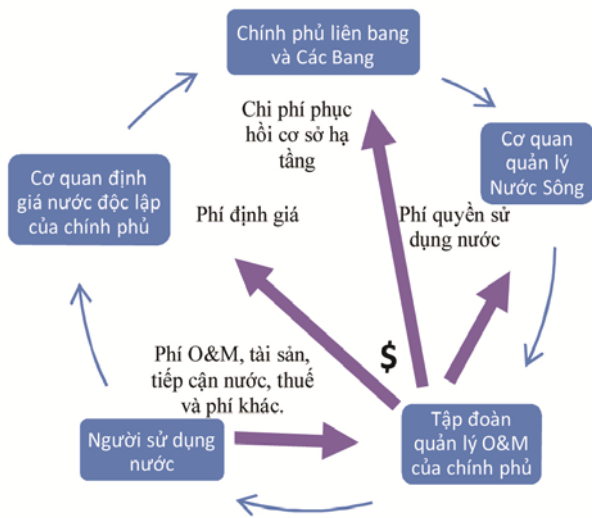 Chính phủ liên bang
và Các Bang
Chi phí phục
hồi cơ sở hạ
tầng
Cơ quan
quản lý
Nước Sông
Cơ quan định
giá nước độc lập
của chính phủ
Phí định giá
Phí quyền sử
dụng nước
$
Phí O&M, tài sản,
tiếp cận nước, thuế
và phí khác.
Người sử dụng
nước
Tập đoàn
quản lý O&M
của chính phủ